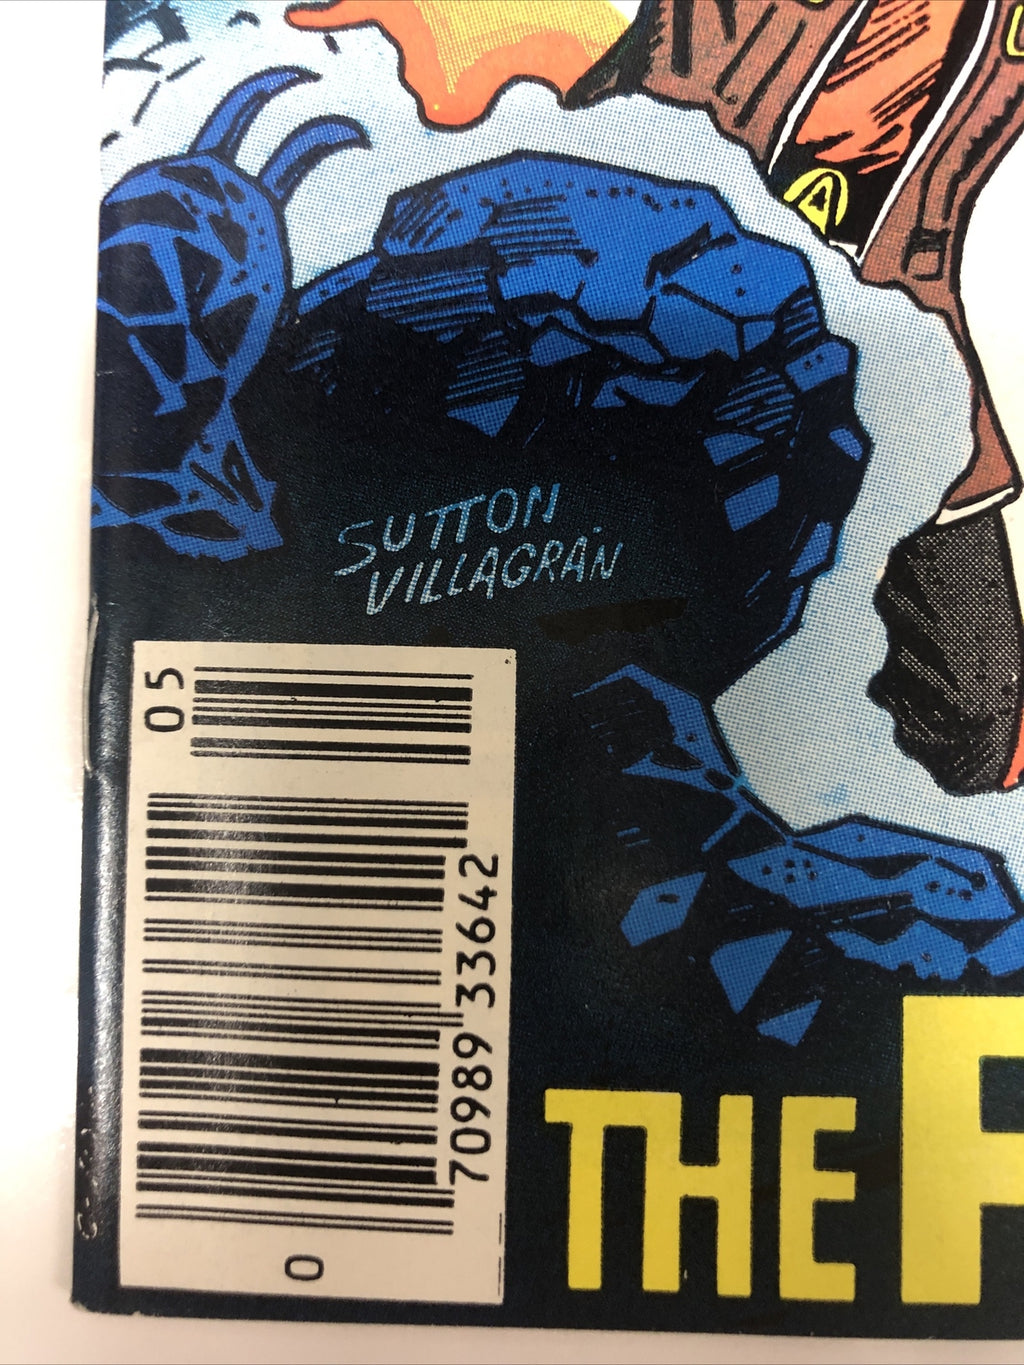 SUTTON
VILLAGRAN
05
70989 33642
0
THE